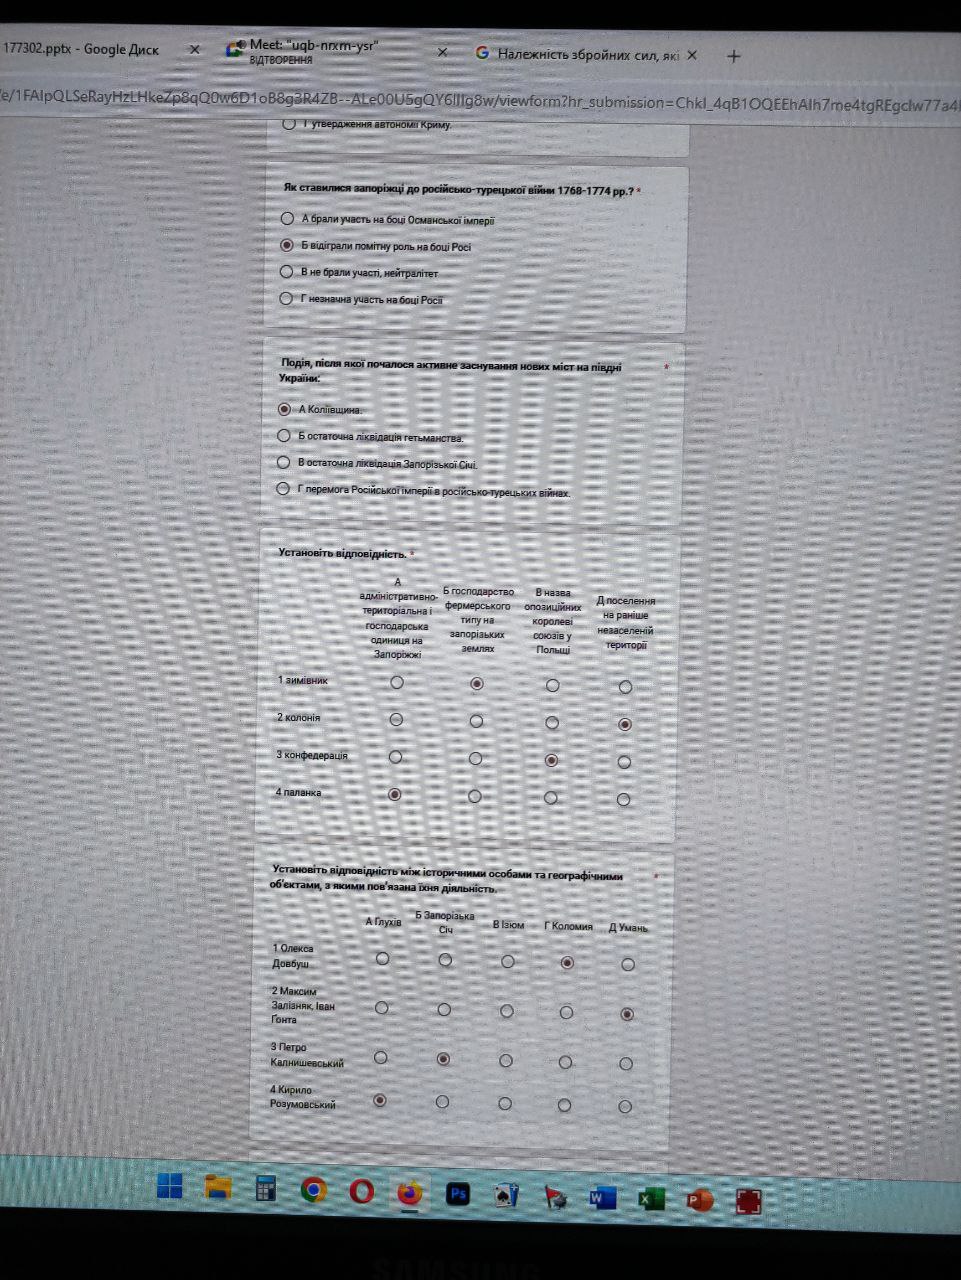 177302.pptx - Google Диск
Meet: "uqb-nrxm-ysr"
ВІДТВОРЕННЯ
Належність збройних сил, які
viewform?hr_submission=ChkI_4qB1OQEEhAIh7me4tgREgclw77a4
Г утвердження автономії Криму.
Як ставилися запоріжці до російсько-турецької війни 1768-1774 рр.? *
А брали участь на боці Османської імперії
Б відіграли помітну роль на боці Росі
В не брали участі, нейтралітет
Г незначна участь на боці Росії
Подія, після якої почалося активне заснування нових міст на півдні *
України:
А Коліївщина.
Б остаточна ліквідація гетьманства.
В остаточна ліквідація Запорізької Січі.
Г перемога Російської імперії в російсько-турецьких війнах.
Установіть відповідність. *
А
адміністративно-
територіальна і
господарська
одиниця на
Запоріжжі
Б господарство
фермерського
типу на
запорізьких
землях
В назва
опозиційних
королеві
союзів у
Польщі
Д поселення
на раніше
незаселеній
території
1 зимівник
2 колонія
3 конфедерація
4 паланка
Установіть відповідність між історичними особами та географічними *
об'єктами, з якими пов'язана їхня діяльність.
А Глухів
Б Запорізька
Січ
В Ізюм
Г Коломия
Д Умань
1 Олекса
Довбуш
2 Максим
Залізняк, Іван
Ґонта
3 Петро
Калнишевський
4 Кирило
Розумовський
Ps
W
X
P
SAMSUNG